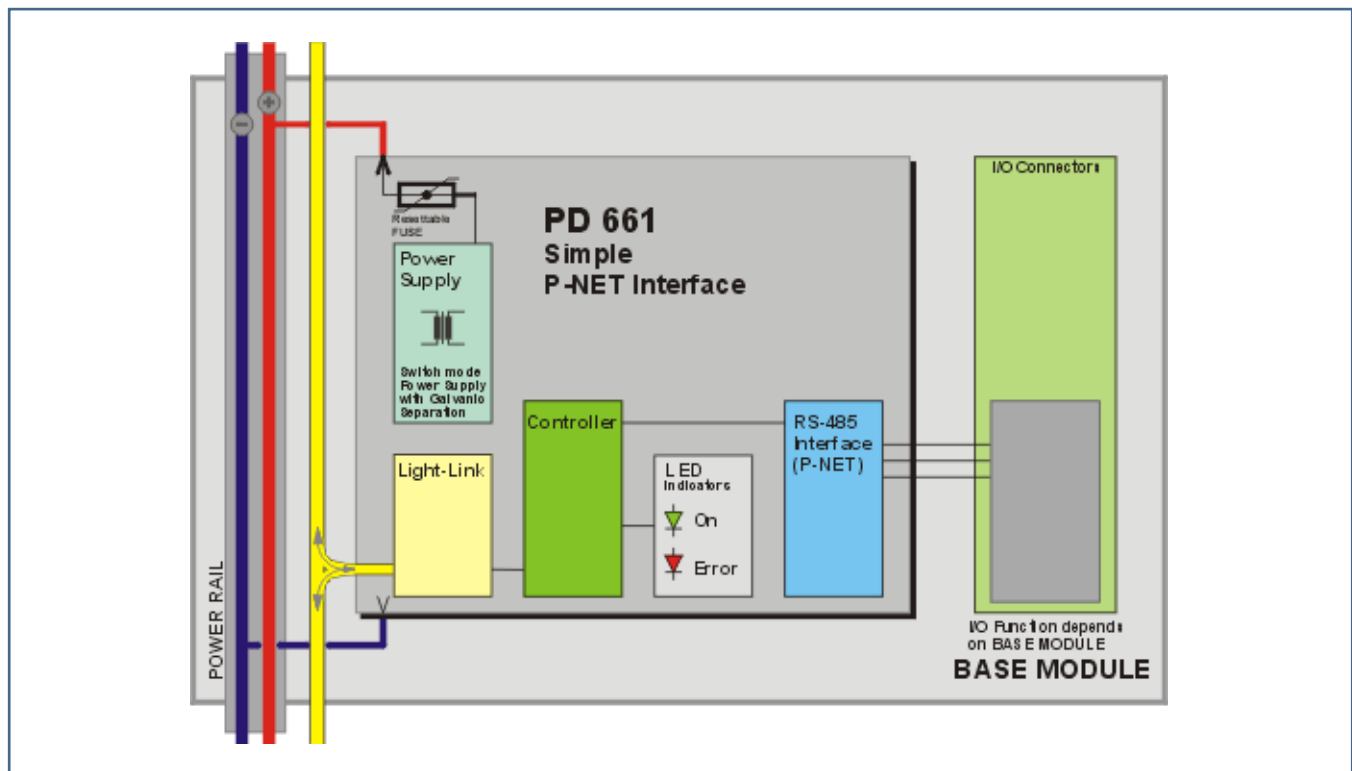 I/O Connectors
Resettable
FUSE
PD 661
Simple
P-NET Interface
Power
Supply
Switch mode
Power Supply
with Galvanic
Separation
Controller
RS-485
Interface
(P-NET)
Light-Link
LED
Indicators
On
Error
POWER RAIL
I/O Function depends
on BASE MODULE
BASE MODULE